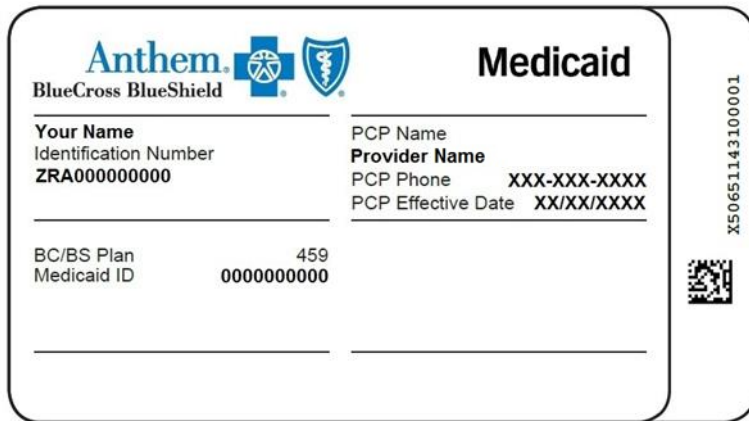 Anthem.
BlueCross BlueShield
Medicaid
Your Name
Identification Number
ZRA000000000
PCP Name
Provider Name
PCP Phone XXX-XXX-XXXX
PCP Effective Date XX/XX/XXXX
BC/BS Plan 459
Medicaid ID 0000000000
X50651143100001